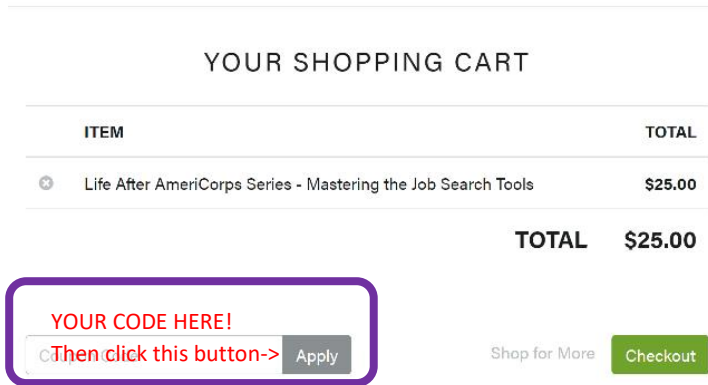 YOUR SHOPPING CART
ITEM TOTAL
Life After AmeriCorps Series - Mastering the Job Search Tools $25.00
TOTAL $25.00
YOUR CODE HERE!
Then click this button->
Apply Shop for More Checkout